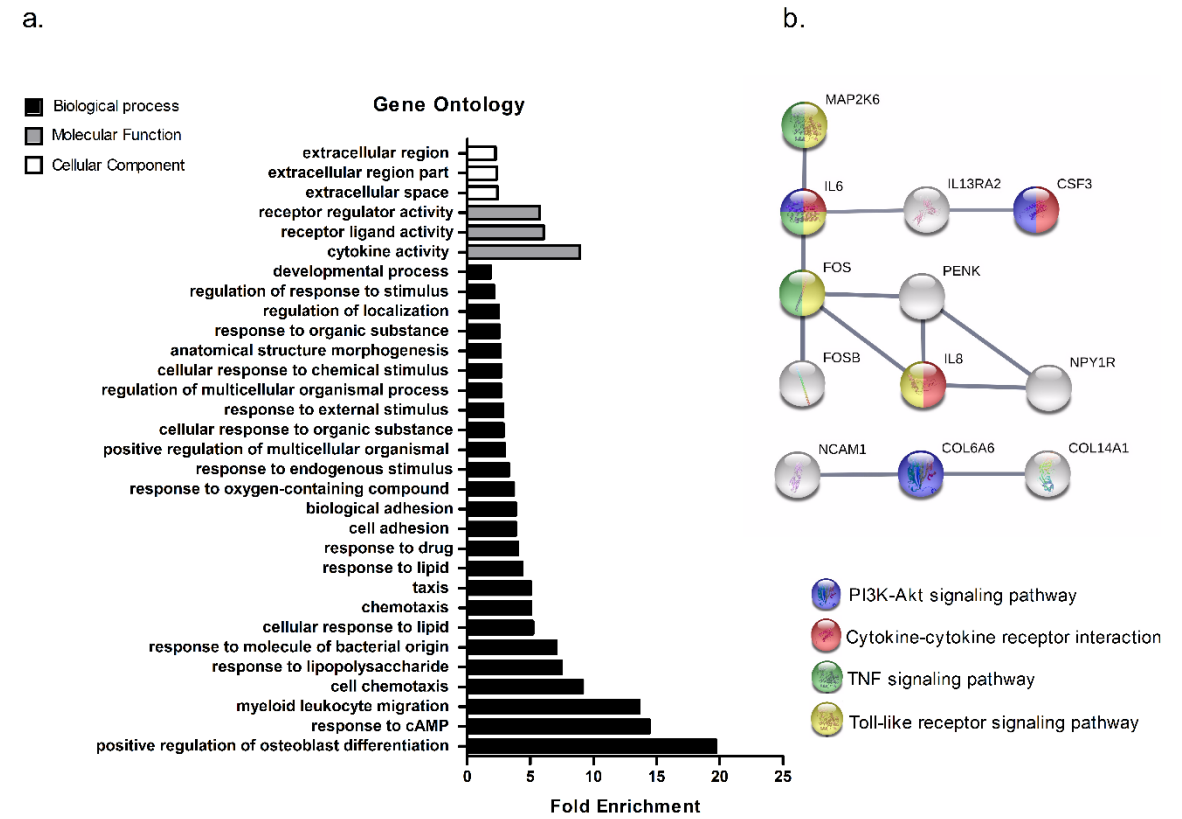 a.
b.
Biological process
Molecular Function
Cellular Component
Gene Ontology
extracellular region
extracellular region part
extracellular space
receptor regulator activity
receptor ligand activity
cytokine activity
developmental process
regulation of response to stimulus
regulation of localization
response to organic substance
anatomical structure morphogenesis
cellular response to chemical stimulus
regulation of multicellular organismal process
response to external stimulus
cellular response to organic substance
positive regulation of multicellular organismal
response to endogenous stimulus
response to oxygen-containing compound
biological adhesion
cell adhesion
response to drug
response to lipid
taxis
chemotaxis
cellular response to lipid
response to molecule of bacterial origin
response to lipopolysaccharide
cell chemotaxis
myeloid leukocyte migration
response to cAMP
positive regulation of osteoblast differentiation
0 5 10 15 20 25
Fold Enrichment
MAP2K6
IL6 IL13RA2 CSF3
FOS PENK
FOSB IL8 NPY1R
NCAM1 COL6A6 COL14A1
PI3K-Akt signaling pathway
Cytokine-cytokine receptor interaction
TNF signaling pathway
Toll-like receptor signaling pathway